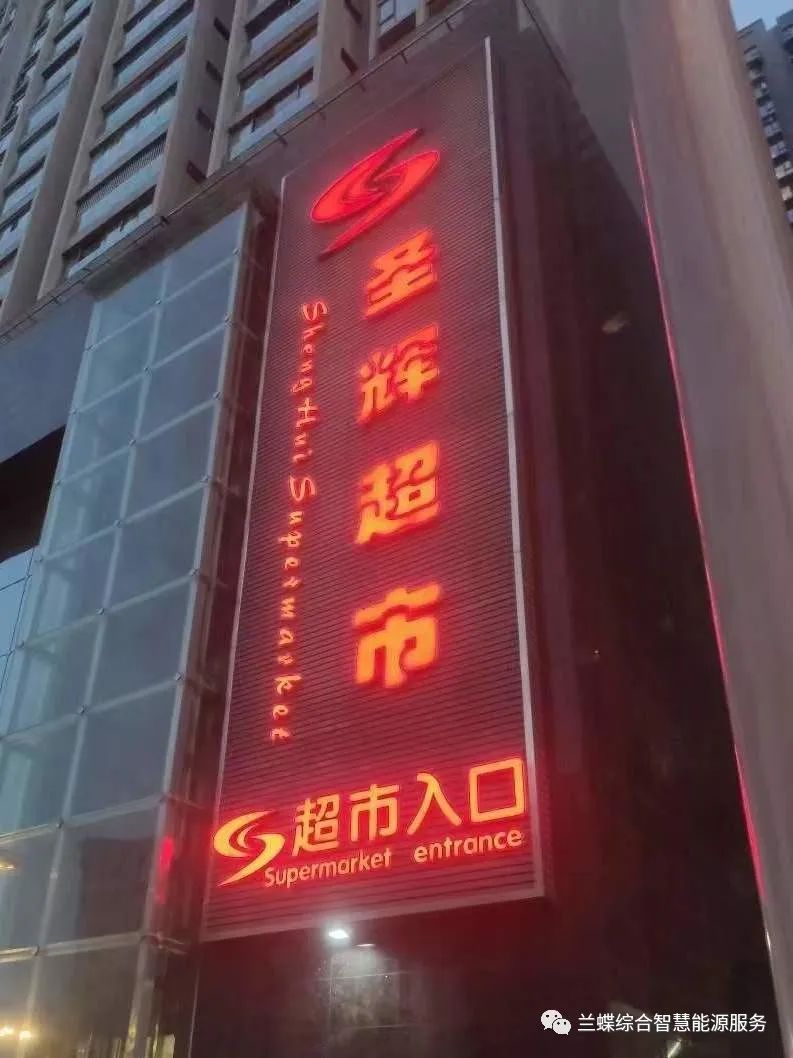 圣辉超市
Sheng Hui Supermarket
超市入口
Supermarket entrance
兰蝶综合智慧能源服务